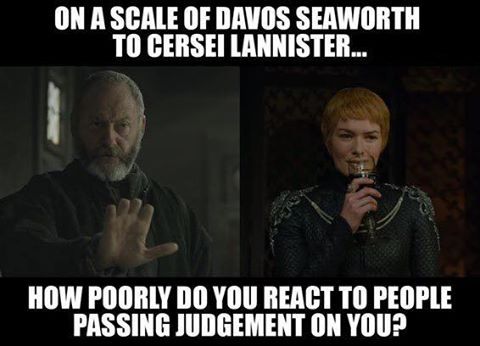 ON A SCALE OF DAVOS SEAWORTH
TO CERSEI LANNISTER...
HOW POORLY DO YOU REACT TO PEOPLE
PASSING JUDGEMENT ON YOU?